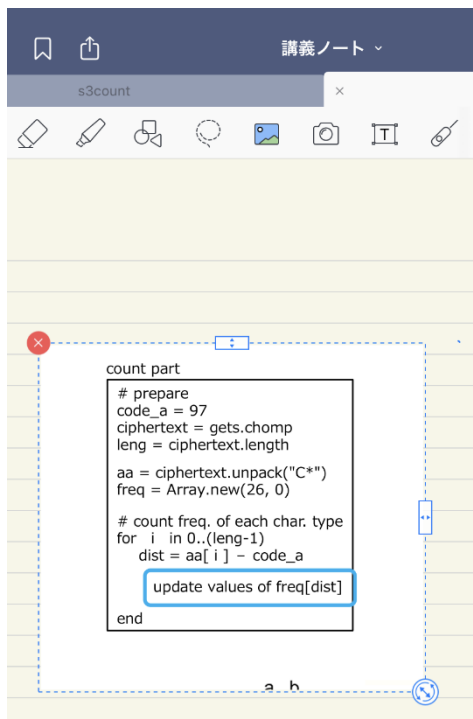 講義ノート
s3count
count part
# prepare
code_a = 97
ciphertext = gets.chomp
leng = ciphertext.length
aa = ciphertext.unpack("C*")
freq = Array.new(26, 0)
# count freq. of each char. type
for i in 0..(leng-1)
dist = aa[ i ] – code_a
update values of freq[dist]
end
a b